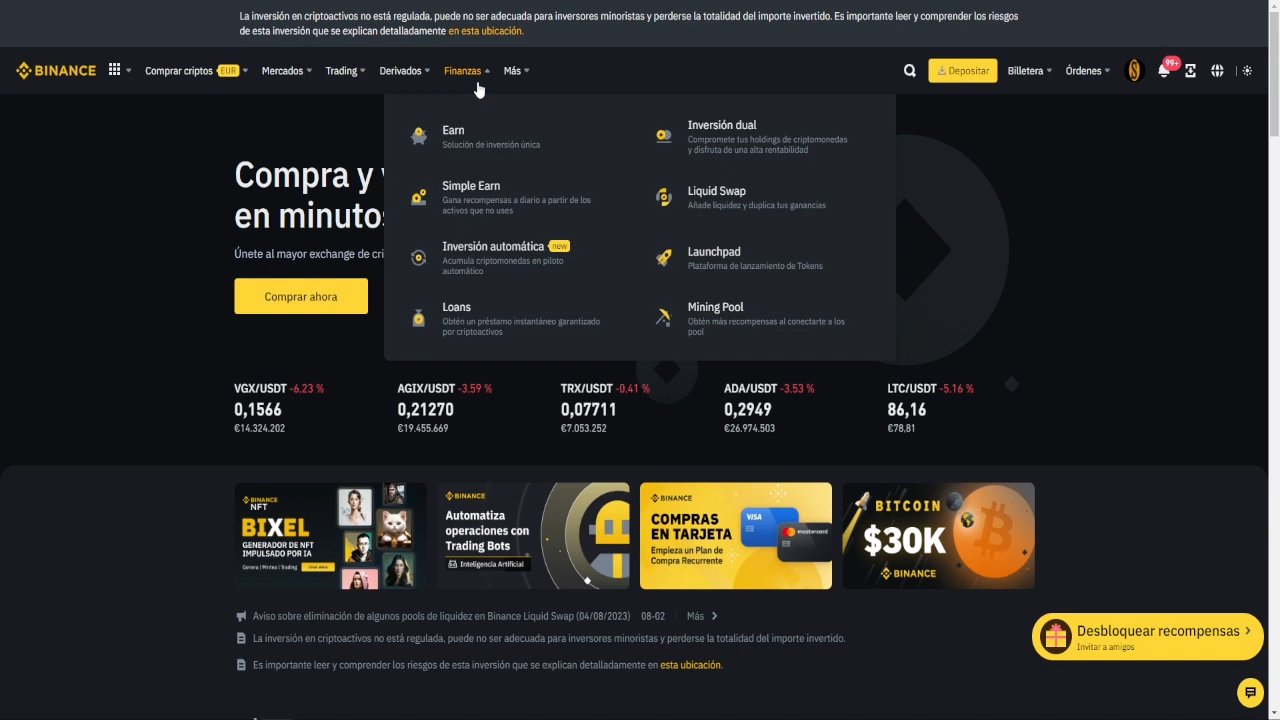 La inversión en criptoactivos no está regulada, puede no ser adecuada para inversores minoristas y perderse la totalidad del importe invertido. Es importante leer y comprender los riesgos
de esta inversión que se explican detalladamente en esta ubicación.
BINANCE
Comprar criptos EUR
Mercados
Trading
Derivados
Finanzas
Más
Depositar
Billetera
Órdenes
99+
Earn
Solución de inversión única
Simple Earn
Gana recompensas a diario a partir de los
activos que no uses
Inversión automática new
Acumula criptomonedas en piloto
automático
Loans
Obtén un préstamo instantáneo garantizado
por criptoactivos
Inversión dual
Compromete tus holdings de criptomonedas
y disfruta de una alta rentabilidad
Liquid Swap
Añade liquidez y duplica tus ganancias
Launchpad
Plataforma de lanzamiento de Tokens
Mining Pool
Obtén más recompensas al conectarte a los
pool
Compra y
en minutos
Únete al mayor exchange de cri
Comprar ahora
VGX/USDT -6,23 %
0,1566
€14.324.202
AGIX/USDT -3,59 %
0,21270
€19.455.669
TRX/USDT -0,41 %
0,07711
€7.053.252
ADA/USDT -3,53 %
0,2949
€26.974.503
LTC/USDT -5,16 %
86,16
€78,81
BINANCE
NFT
BIXEL
GENERADOR DE NFT
IMPULSADO POR IA
Genera | Mintea | Trading
BINANCE
Automatiza
operaciones con
Trading Bots
Inteligencia Artificial
BINANCE
COMPRAS
EN TARJETA
Empieza un Plan de
Compra Recurrente
VISA
mastercard
BITCOIN
$30K
BINANCE
Aviso sobre eliminación de algunos pools de liquidez en Binance Liquid Swap (04/08/2023) 08-02 Más
La inversión en criptoactivos no está regulada, puede no ser adecuada para inversores minoristas y perderse la totalidad del importe invertido.
Es importante leer y comprender los riesgos de esta inversión que se explican detalladamente en esta ubicación.
Desbloquear recompensas
Invitar a amigos